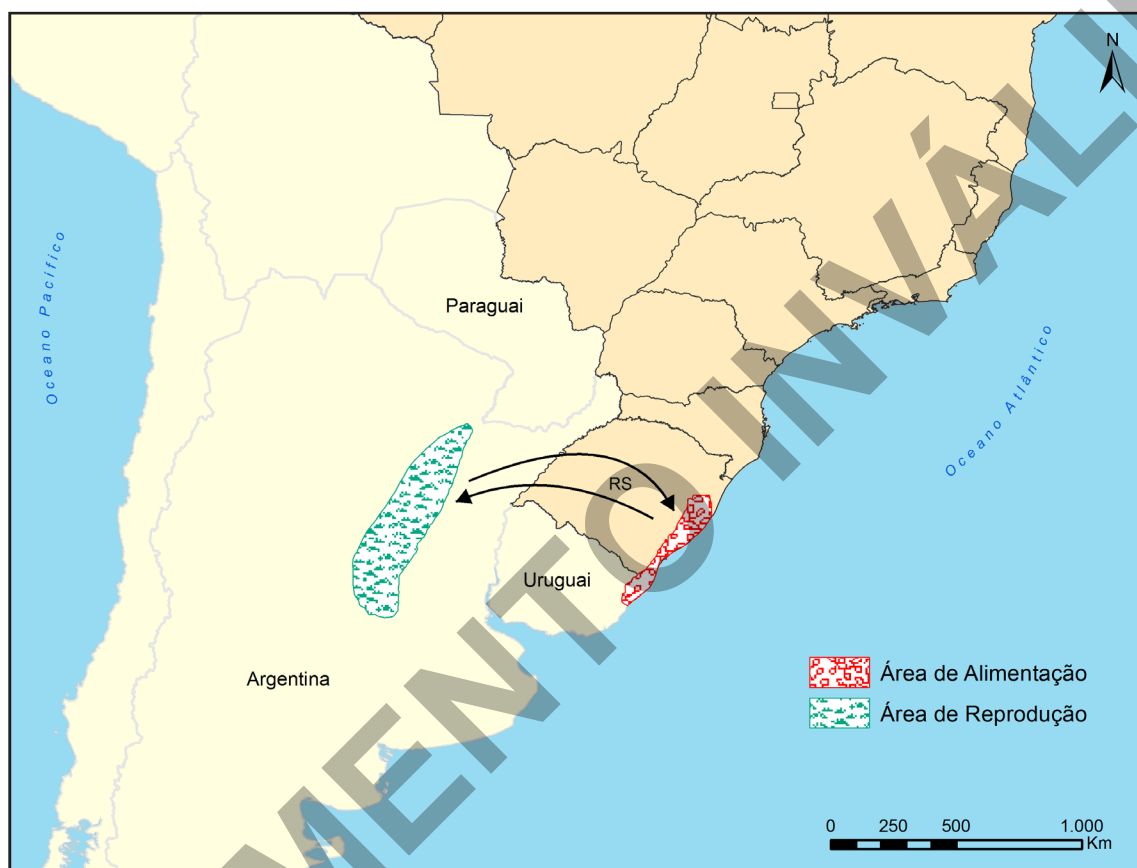 N
Oceano Pacífico
Paraguai
Oceano Atlântico
RS
Uruguai
Argentina
Área de Alimentação
Área de Reprodução
0 250 500 1.000
Km
MENTO INVÁLI